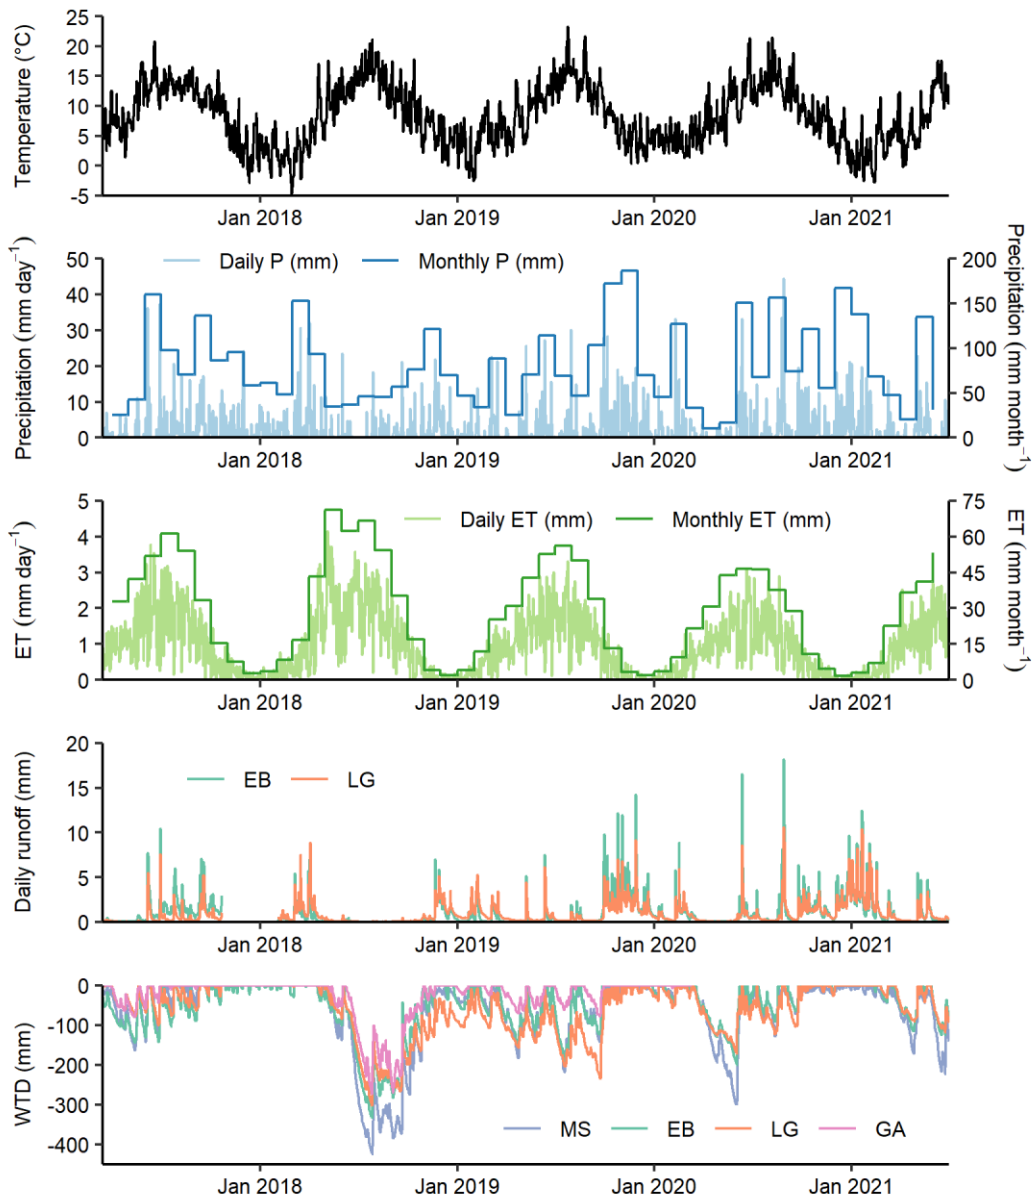 Temperature (°C)
25
20
15
10
5
0
-5
Jan 2018 Jan 2019 Jan 2020 Jan 2021
Precipitation (mm day⁻¹)
50
40
30
20
10
0
Daily P (mm) Monthly P (mm)
200
150
100
50
0
Precipitation (mm month⁻¹)
Jan 2018 Jan 2019 Jan 2020 Jan 2021
ET (mm day⁻¹)
5
4
3
2
1
0
Daily ET (mm) Monthly ET (mm)
75
60
45
30
15
0
ET (mm month⁻¹)
Jan 2018 Jan 2019 Jan 2020 Jan 2021
Daily runoff (mm)
20
15
10
5
0
EB LG
Jan 2018 Jan 2019 Jan 2020 Jan 2021
WTD (mm)
0
-100
-200
-300
-400
MS EB LG GA
Jan 2018 Jan 2019 Jan 2020 Jan 2021